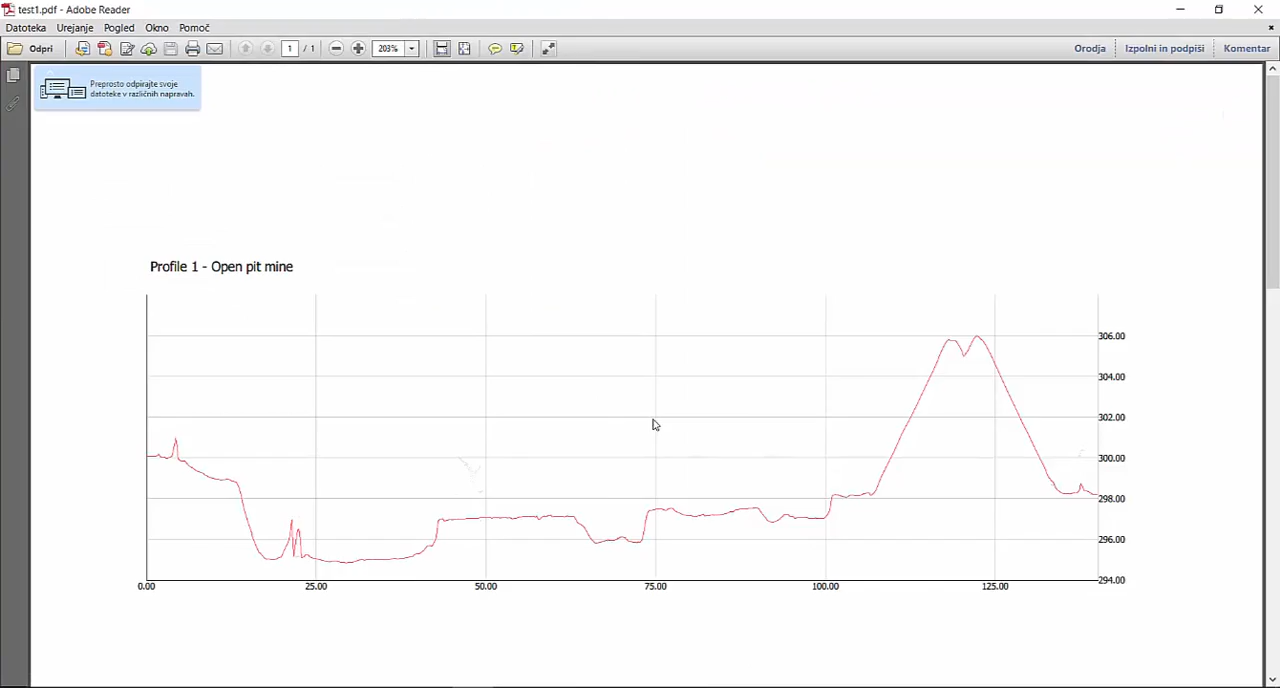 test1.pdf - Adobe Reader
Datoteka Urejanje Pogled Okno Pomoč
Odpri 1 / 1 203% Orodja Izpolni in podpiši Komentar
Preprosto odpirajte svoje
datoteke v različnih napravah.
Profile 1 - Open pit mine
306.00
304.00
302.00
300.00
298.00
296.00
294.00
0.00 25.00 50.00 75.00 100.00 125.00